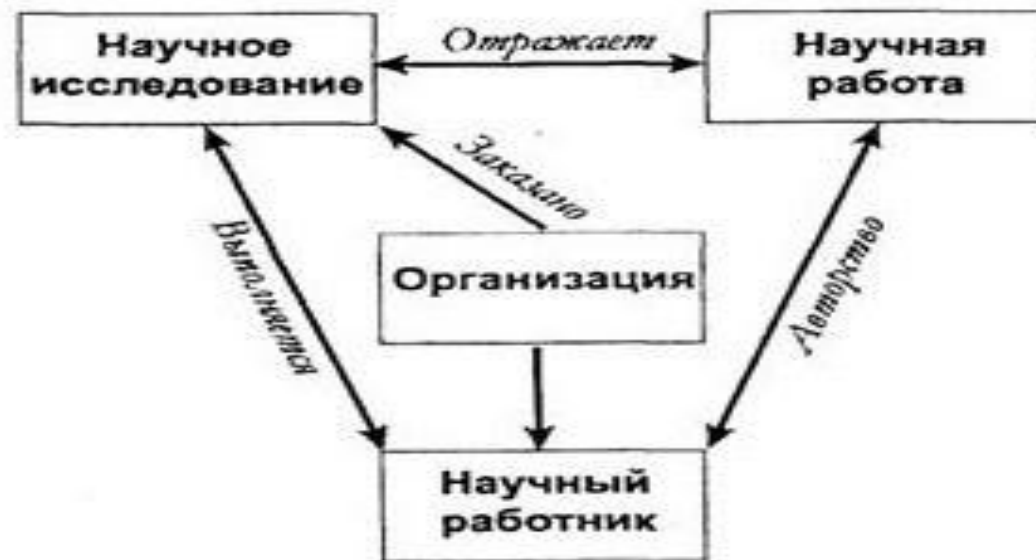 Научное
исследование
Отражает
Научная
работа
Заказано
Выполняется
Организация
Авторство
Научный
работник